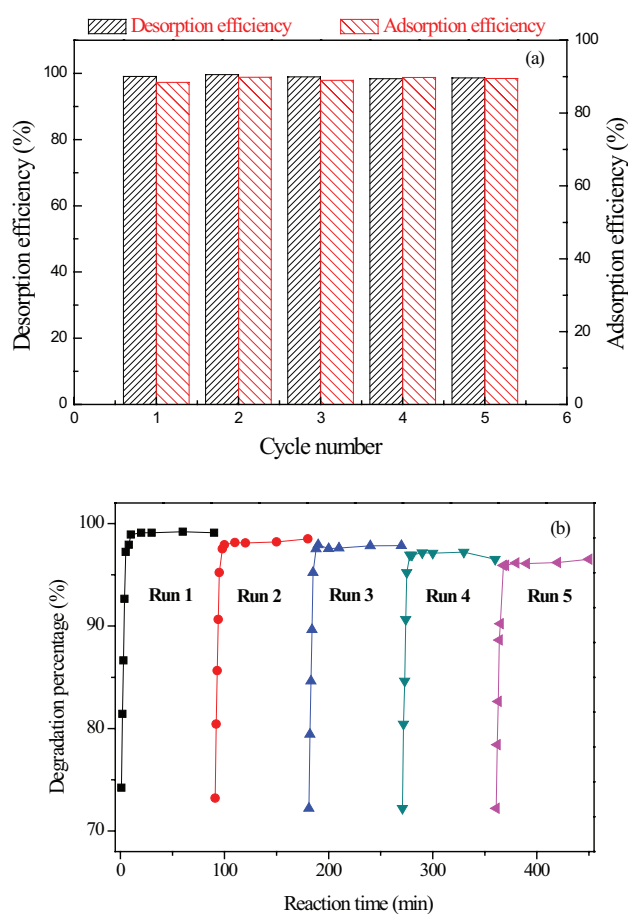 Desorption efficiency Adsorption efficiency
(a)
100
80
60
40
20
0
Desorption efficiency (%)
100
80
60
40
20
0
Adsorption efficiency (%)
0 1 2 3 4 5 6
Cycle number
(b)
100
90
80
70
Degradation percentage (%)
Run 1 Run 2 Run 3 Run 4 Run 5
0 100 200 300 400
Reaction time (min)